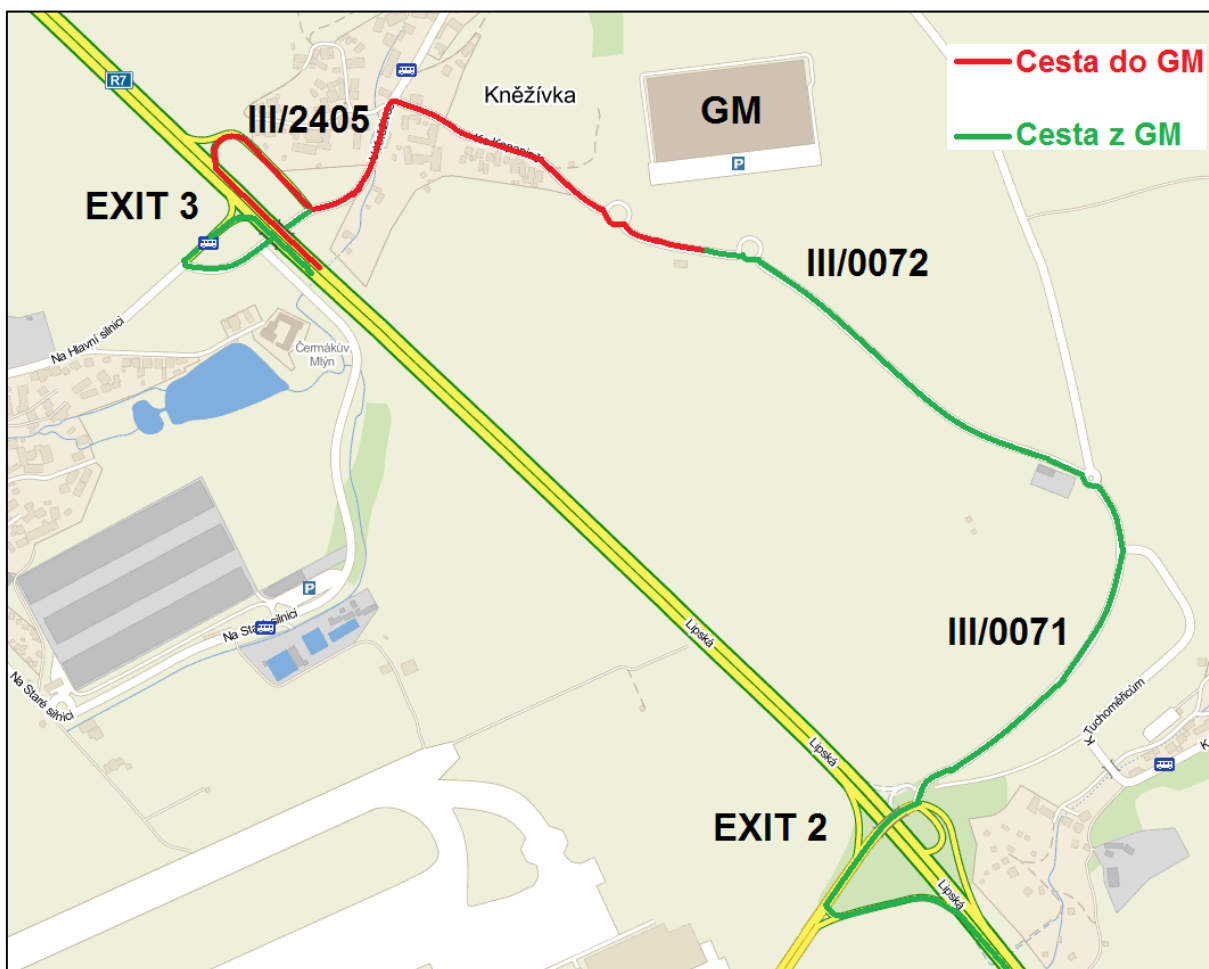 R7
Cesta do GM
Kněžívka
GM
III/2405
Cesta z GM
P
EXIT 3
III/0072
Na Hlavní silnici
Čermákův
Mlýn
P
Lipská
III/0071
Na Staré silnici
Na Staré silnici
K Tuchoměřicům
Lipská
K
EXIT 2
Lipská